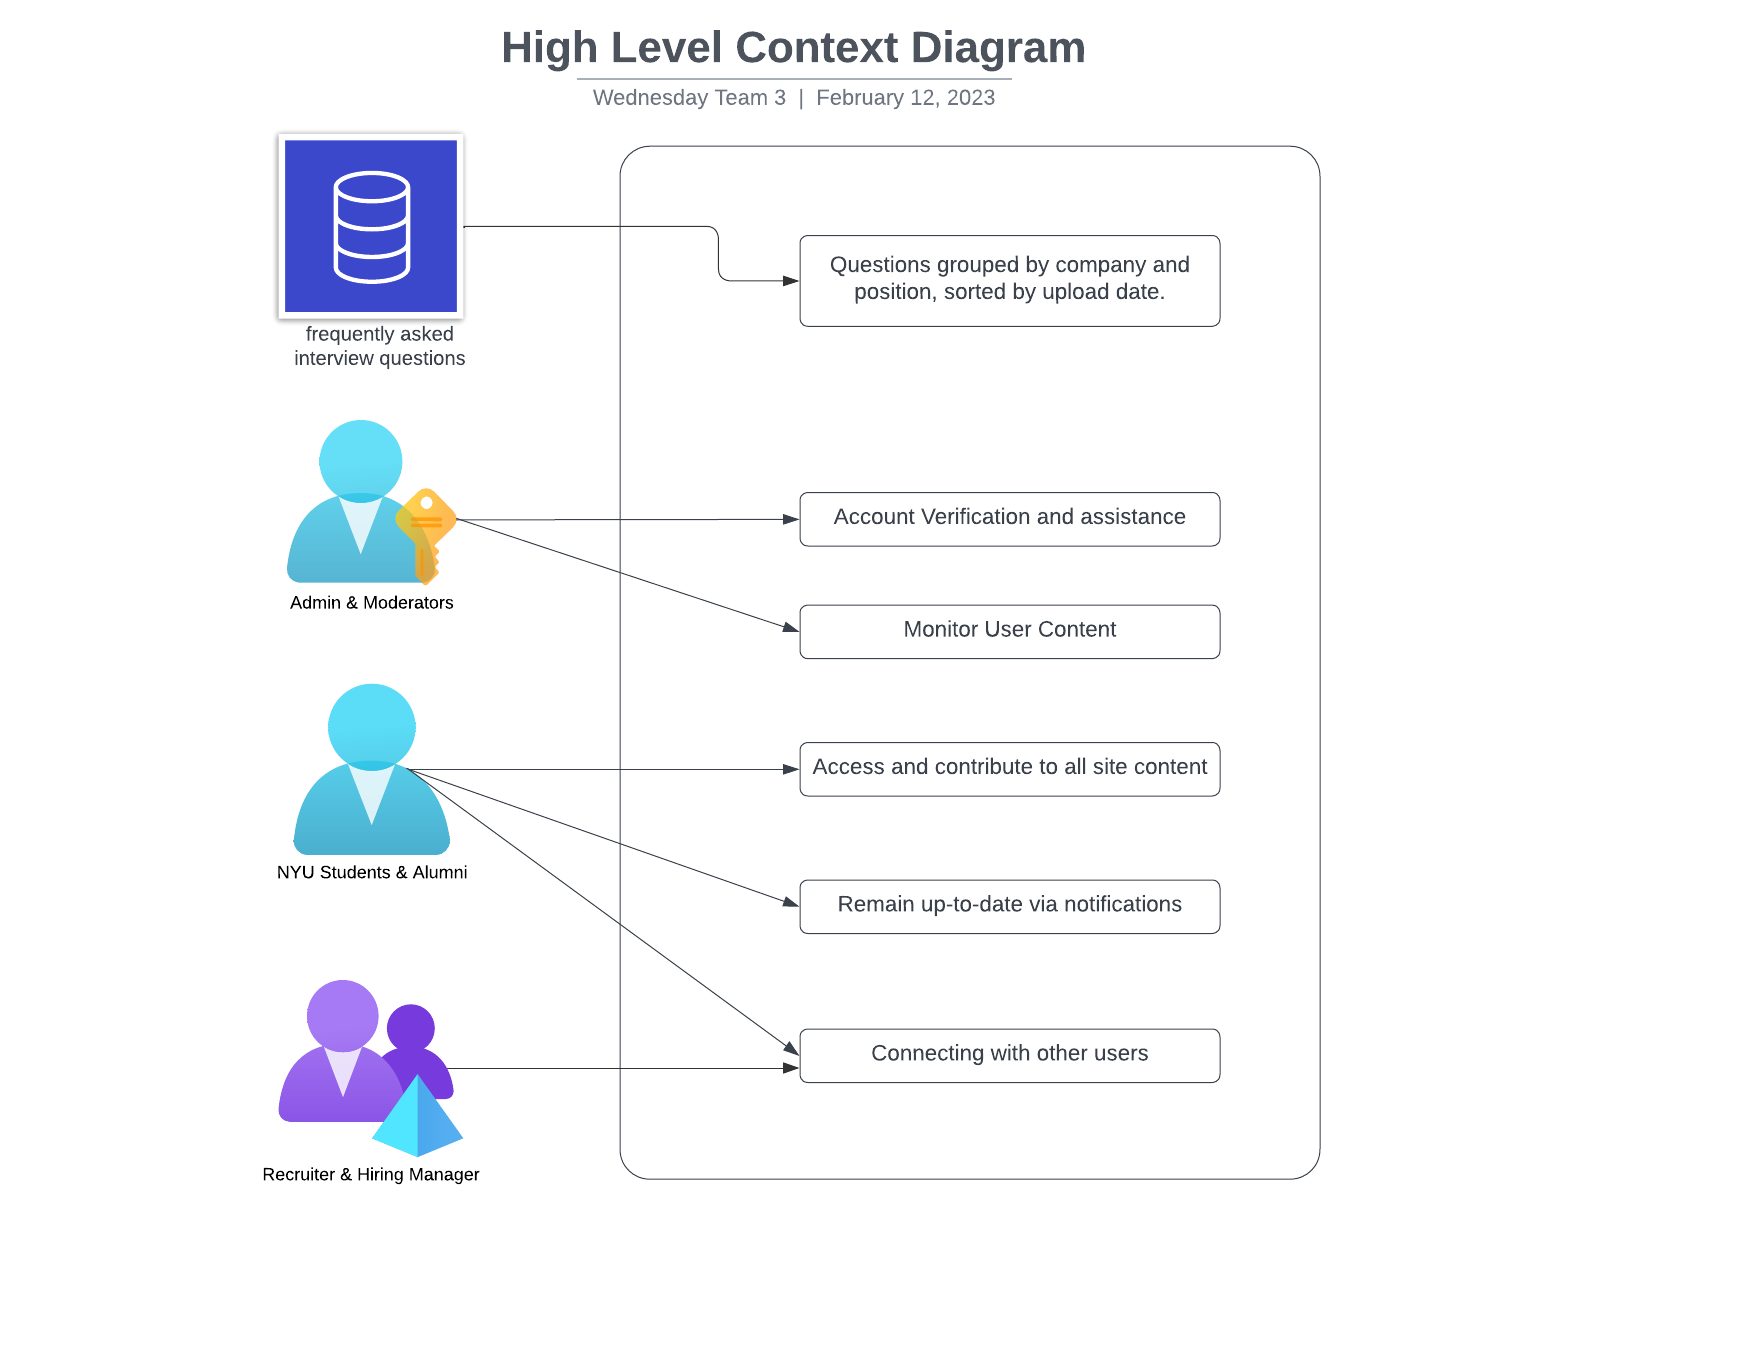 High Level Context Diagram
Wednesday Team 3 | February 12, 2023
frequently asked
interview questions
Questions grouped by company and
position, sorted by upload date.
Admin & Moderators
Account Verification and assistance
Monitor User Content
NYU Students & Alumni
Access and contribute to all site content
Remain up-to-date via notifications
Recruiter & Hiring Manager
Connecting with other users